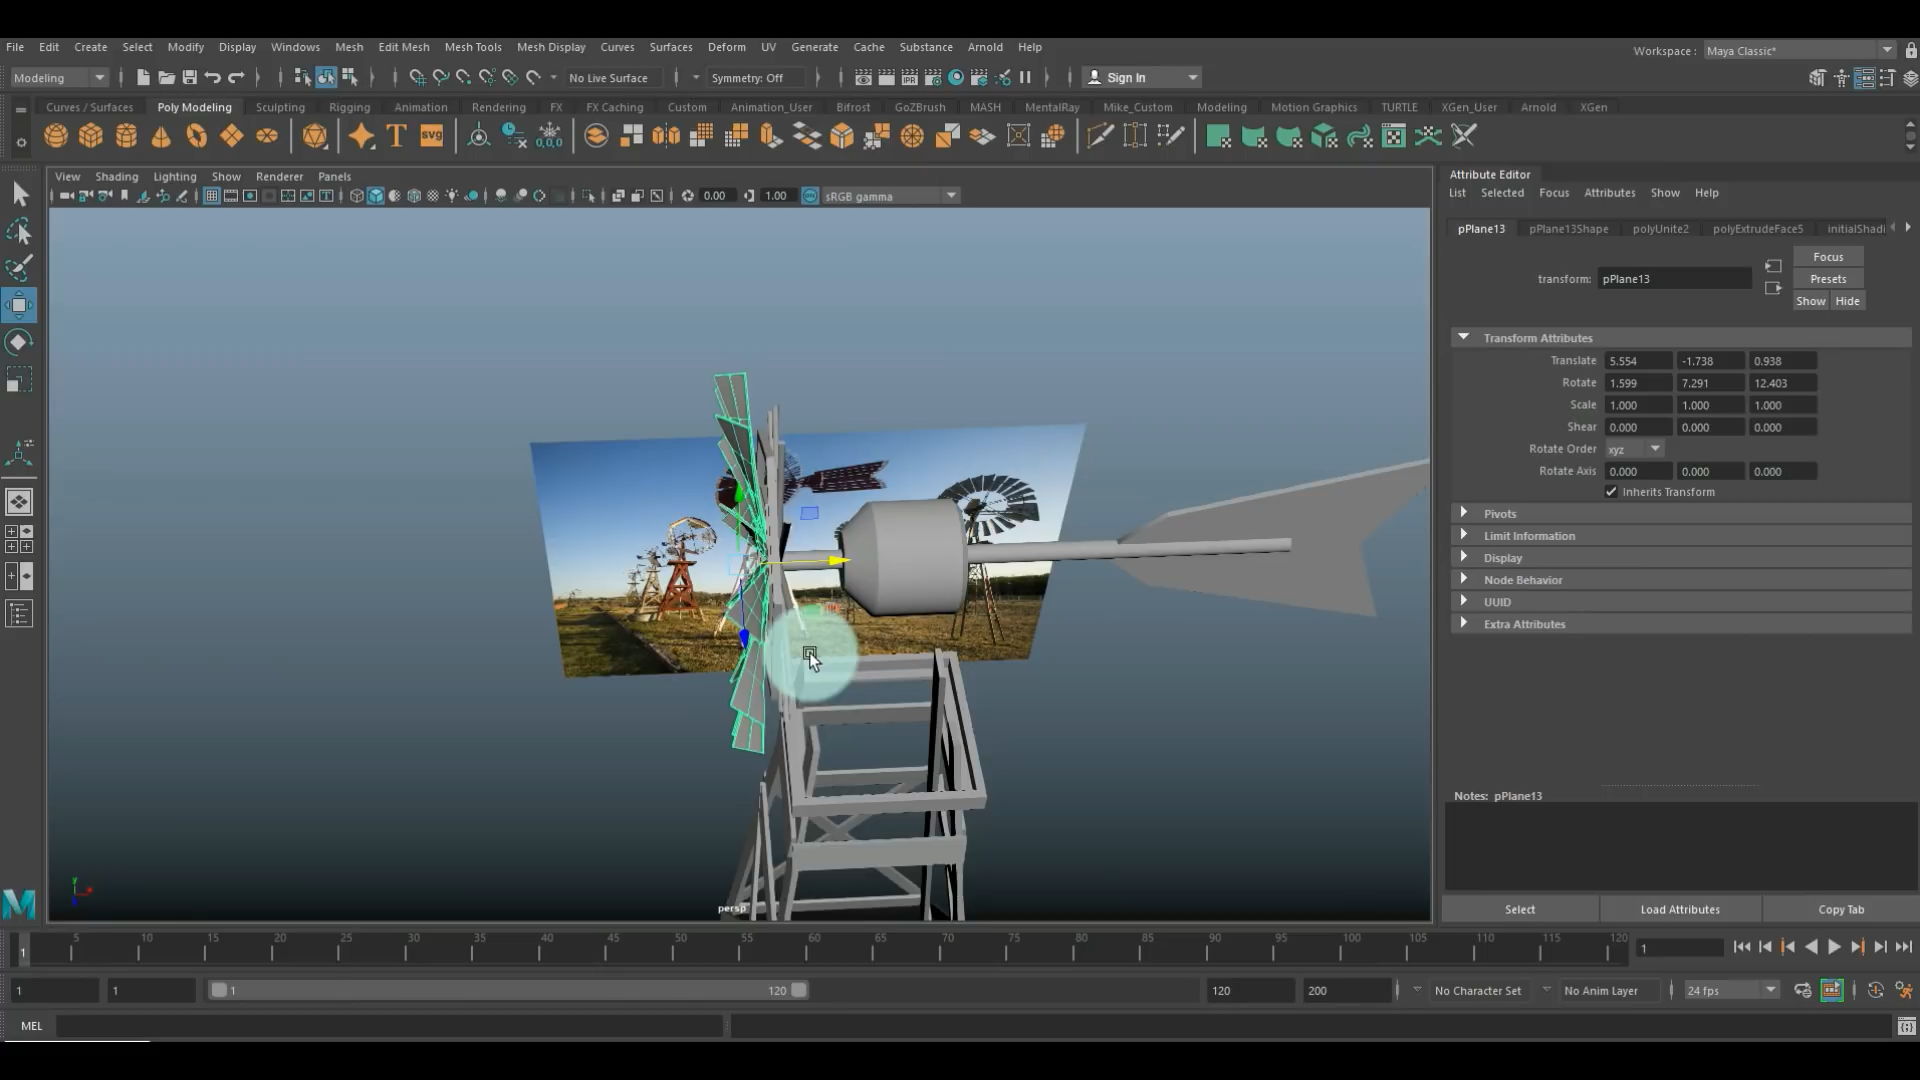 File Edit Create Select Modify Display Windows Mesh Edit Mesh Mesh Tools Mesh Display Curves Surfaces Deform UV Generate Cache Substance Arnold Help
Workspace : Maya Classic*
Modeling No Live Surface Symmetry: Off IPR Sign In
Curves / Surfaces Poly Modeling Sculpting Rigging Animation Rendering FX FX Caching Custom Animation_User Bifrost GoZBrush MASH MentalRay Mike_Custom Modeling Motion Graphics TURTLE XGen_User Arnold XGen
T SVG 0,0,0
View Shading Lighting Show Renderer Panels
0.00 1.00 sRGB gamma
Attribute Editor
List Selected Focus Attributes Show Help
pPlane13 pPlane13Shape polyUnite2 polyExtrudeFace5 initialShadi
transform: pPlane13
Focus
Presets
Show Hide
Transform Attributes
Translate 5.554 -1.738 0.938
Rotate 1.599 7.291 12.403
Scale 1.000 1.000 1.000
Shear 0.000 0.000 0.000
Rotate Order xyz
Rotate Axis 0.000 0.000 0.000
Inherits Transform
Pivots
Limit Information
Display
Node Behavior
UUID
Extra Attributes
Notes: pPlane13
Select Load Attributes Copy Tab
y
persp
5 10 15 20 25 30 35 40 45 50 55 60 65 70 75 80 85 90 95 100 105 110 115 120
1 1
1 1 1 120 120 200 No Character Set No Anim Layer 24 fps
MEL